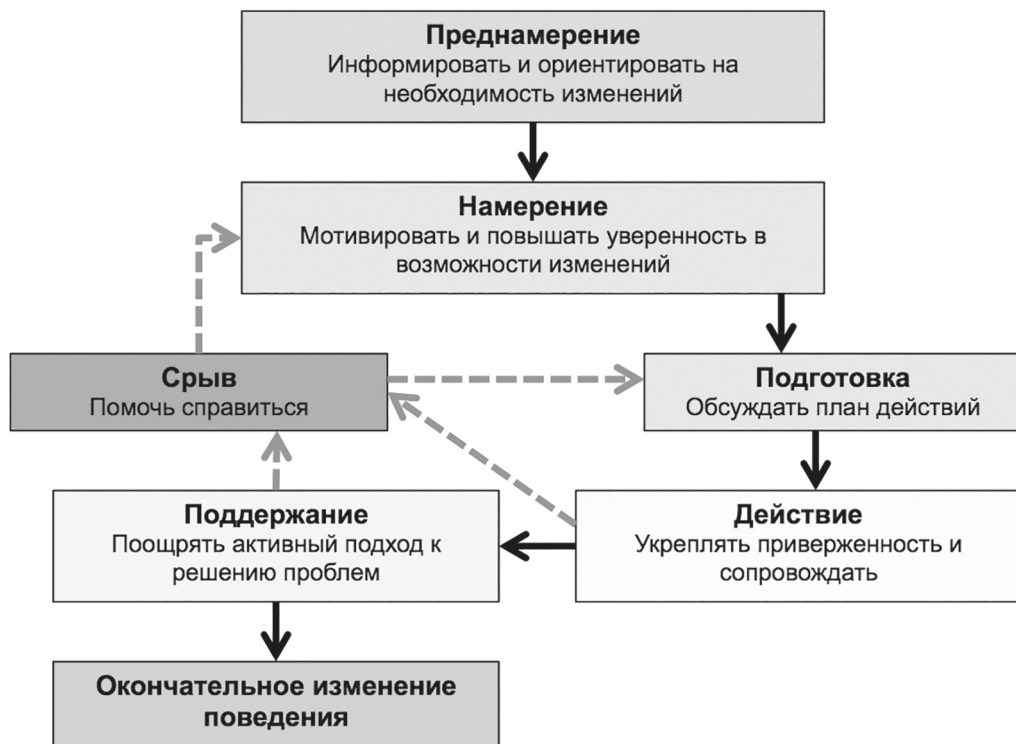 Преднамерение
Информировать и ориентировать на
необходимость изменений
Намерение
Мотивировать и повышать уверенность в
возможности изменений
Срыв
Помочь справиться
Подготовка
Обсуждать план действий
Поддержание
Поощрять активный подход к
решению проблем
Действие
Укреплять приверженность и
сопровождать
Окончательное изменение
поведения